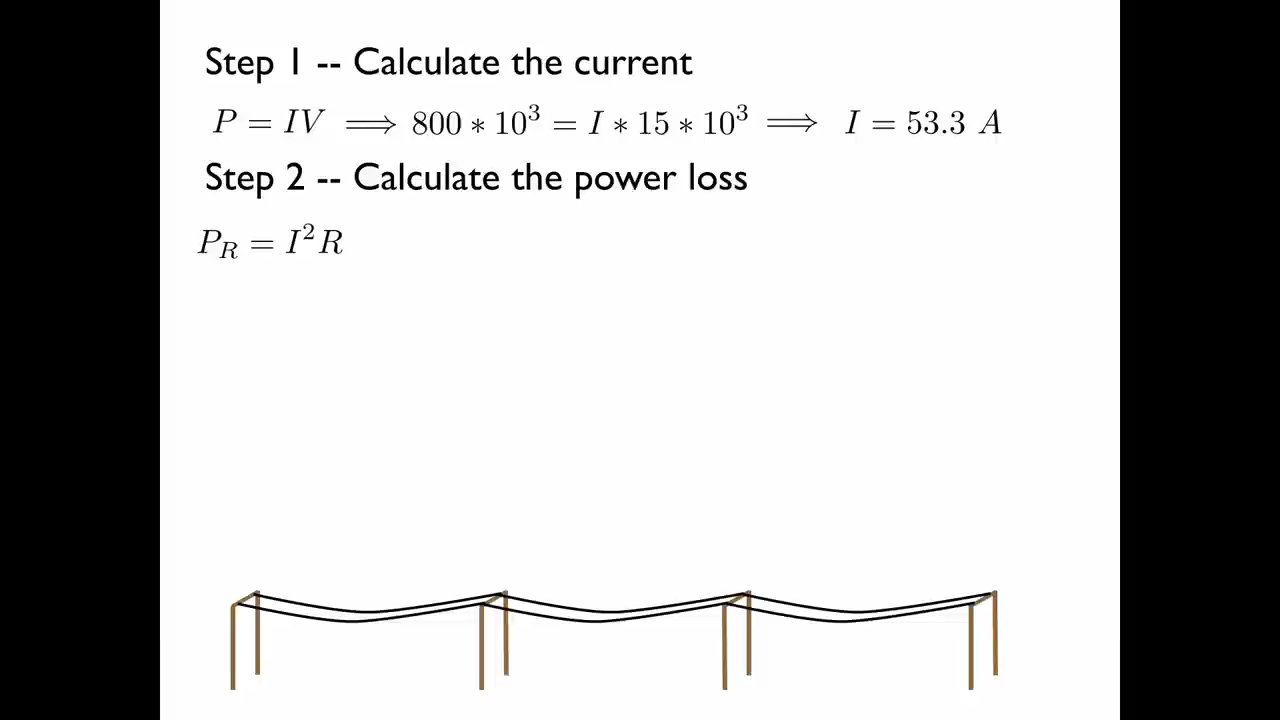 Step 1 -- Calculate the current
P = IV ⟹ 800 * 10³ = I * 15 * 10³ ⟹ I = 53.3 A
Step 2 -- Calculate the power loss
P_R = I²R